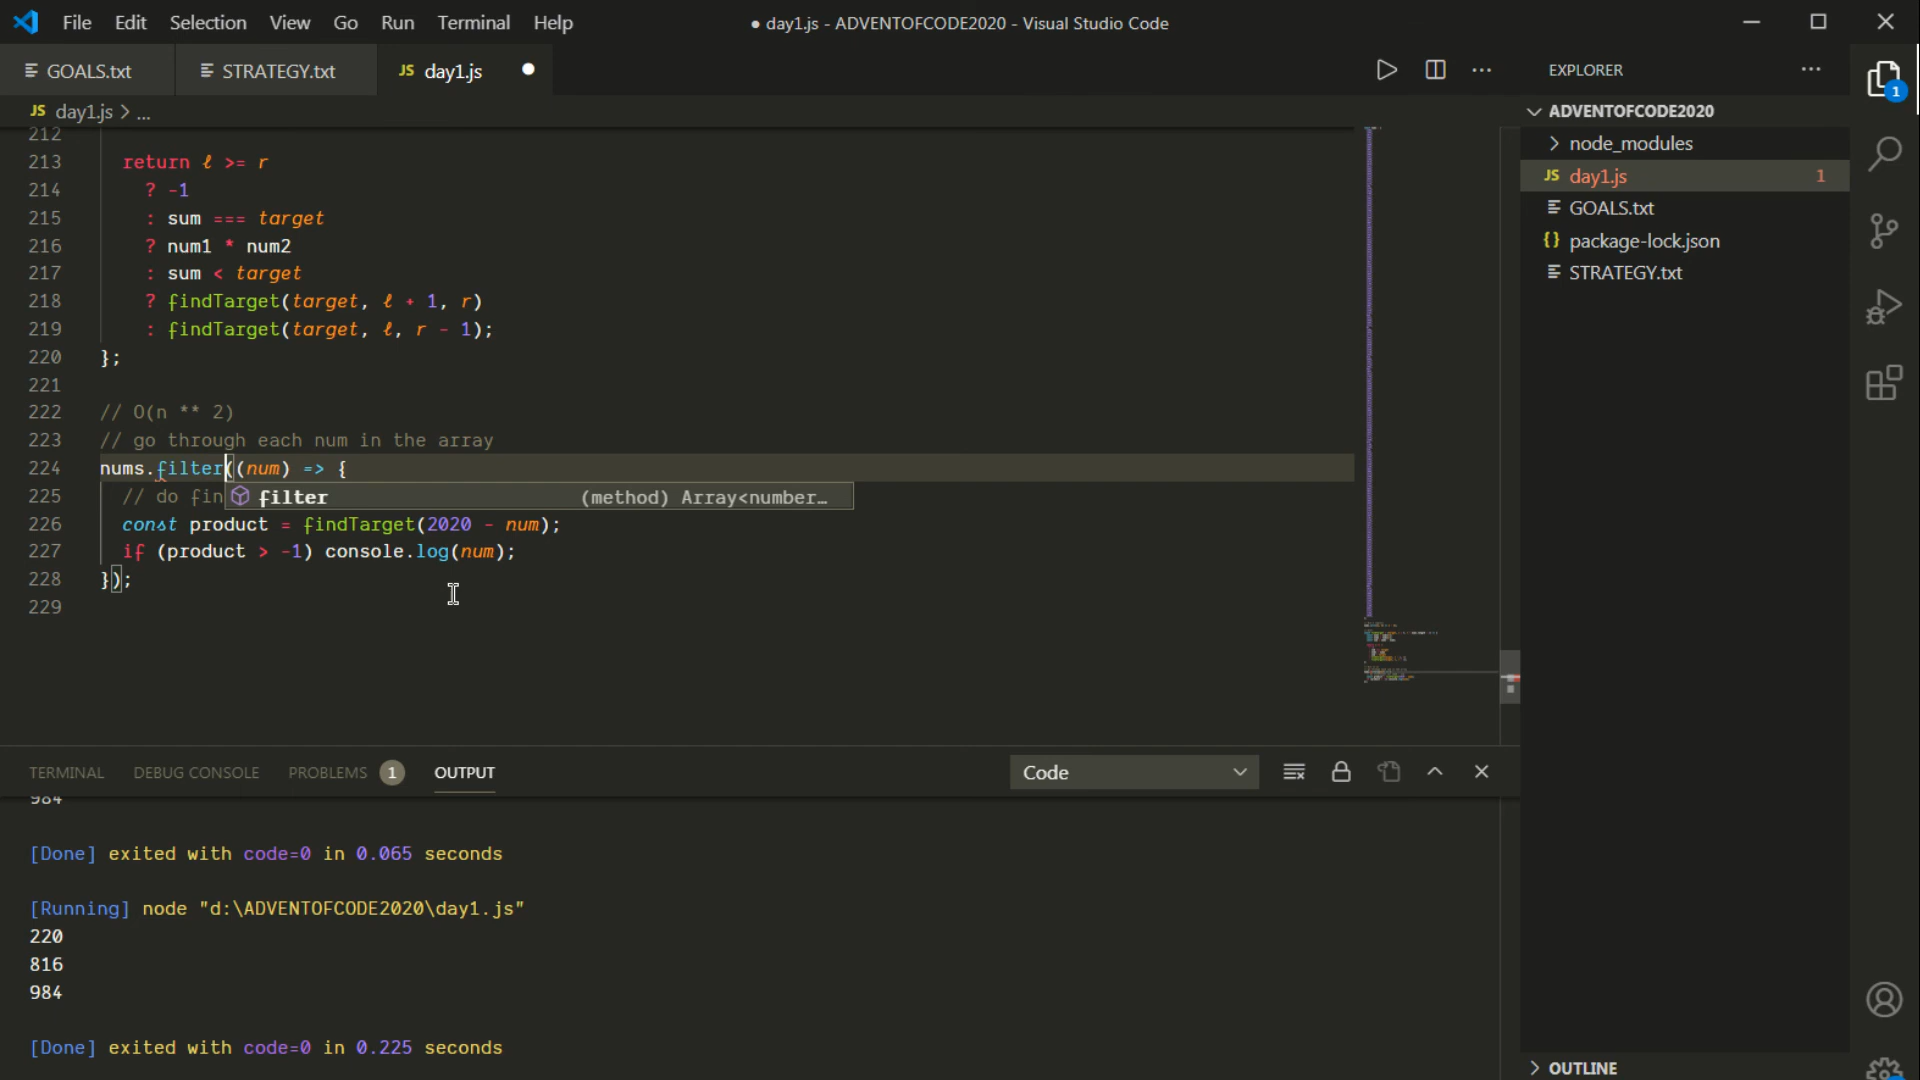 File Edit Selection View Go Run Terminal Help
● day1.js - ADVENTOFCODE2020 - Visual Studio Code
GOALS.txt
STRATEGY.txt
JS day1.js
EXPLORER
JS day1.js > ...
ADVENTOFCODE2020
node_modules
JS day1.js 1
GOALS.txt
{} package-lock.json
STRATEGY.txt
1
212
213 return ℓ >= r
214 ? -1
215 : sum === target
216 ? num1 * num2
217 : sum < target
218 ? findTarget(target, ℓ + 1, r)
219 : findTarget(target, ℓ, r - 1);
220 };
221
222 // O(n ** 2)
223 // go through each num in the array
224 nums.filter((num) => {
225 // do fin
filter (method) Array<number…
226 const product = findTarget(2020 - num);
227 if (product > -1) console.log(num);
228 });
229
TERMINAL DEBUG CONSOLE PROBLEMS 1 OUTPUT
Code
984
[Done] exited with code=0 in 0.065 seconds
[Running] node "d:\ADVENTOFCODE2020\day1.js"
220
816
984
[Done] exited with code=0 in 0.225 seconds
OUTLINE